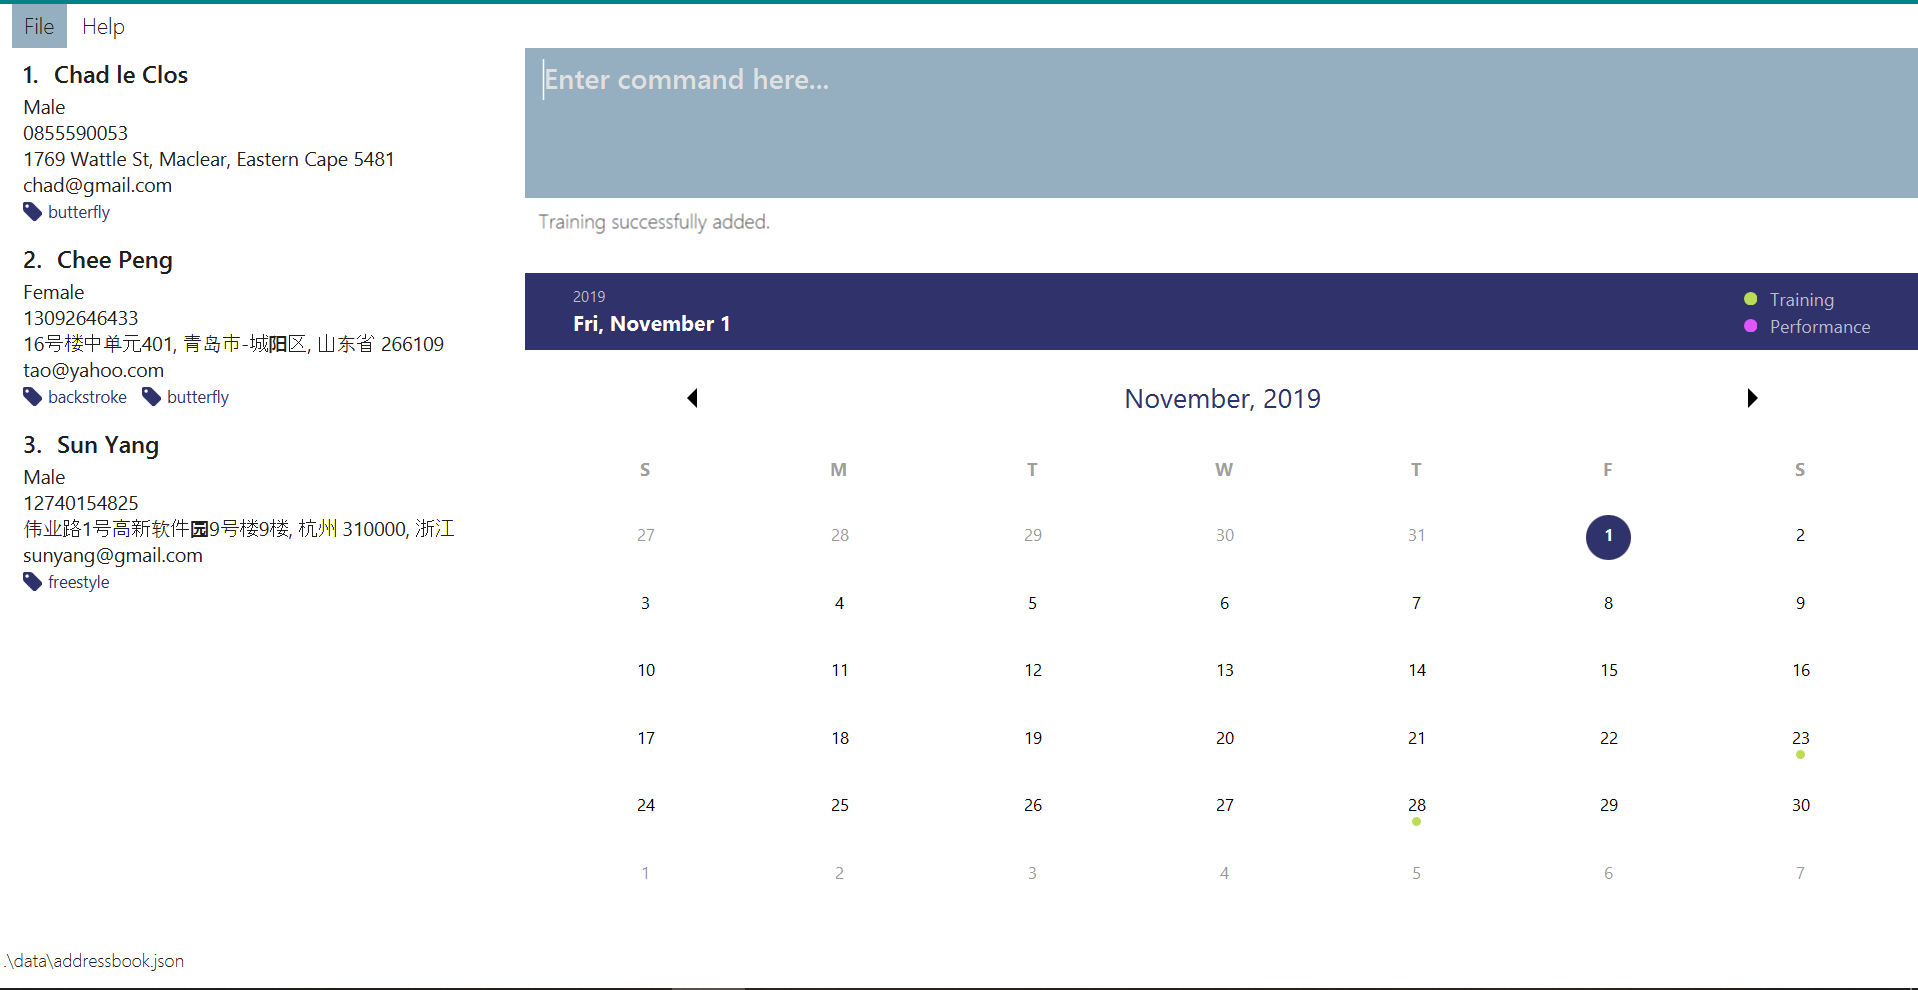 File Help
1. Chad le Clos
Male
0855590053
1769 Wattle St, Maclear, Eastern Cape 5481
chad@gmail.com
butterfly
2. Chee Peng
Female
13092646433
16号楼中单元401, 青岛市-城阳区, 山东省 266109
tao@yahoo.com
backstroke butterfly
3. Sun Yang
Male
12740154825
伟业路1号高新软件园9号楼9楼, 杭州 310000, 浙江
sunyang@gmail.com
freestyle
Enter command here...
Training successfully added.
2019
Fri, November 1
Training
Performance
November, 2019
S M T W T F S
27 28 29 30 31 1 2
3 4 5 6 7 8 9
10 11 12 13 14 15 16
17 18 19 20 21 22 23
24 25 26 27 28 29 30
1 2 3 4 5 6 7
.\data\addressbook.json